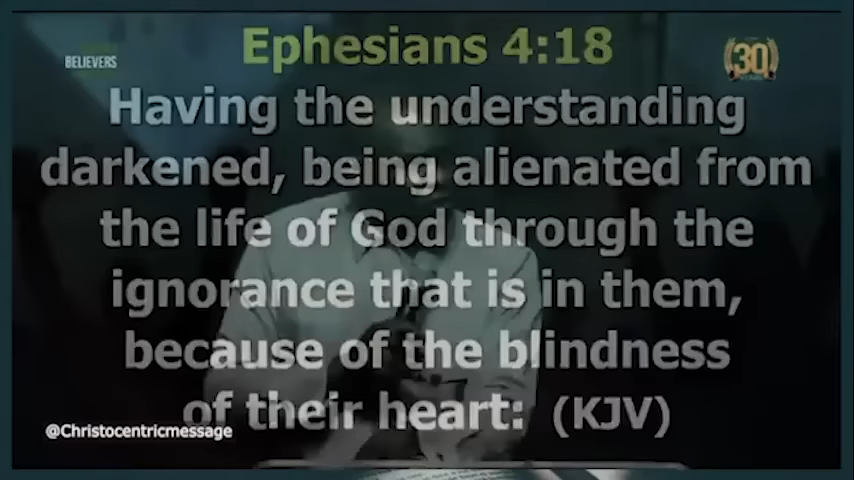 Ephesians 4:18
BELIEVERS
30
Having the understanding
darkened, being alienated from
the life of God through the
ignorance that is in them,
because of the blindness
of their heart: (KJV)
@Christocentricmessage